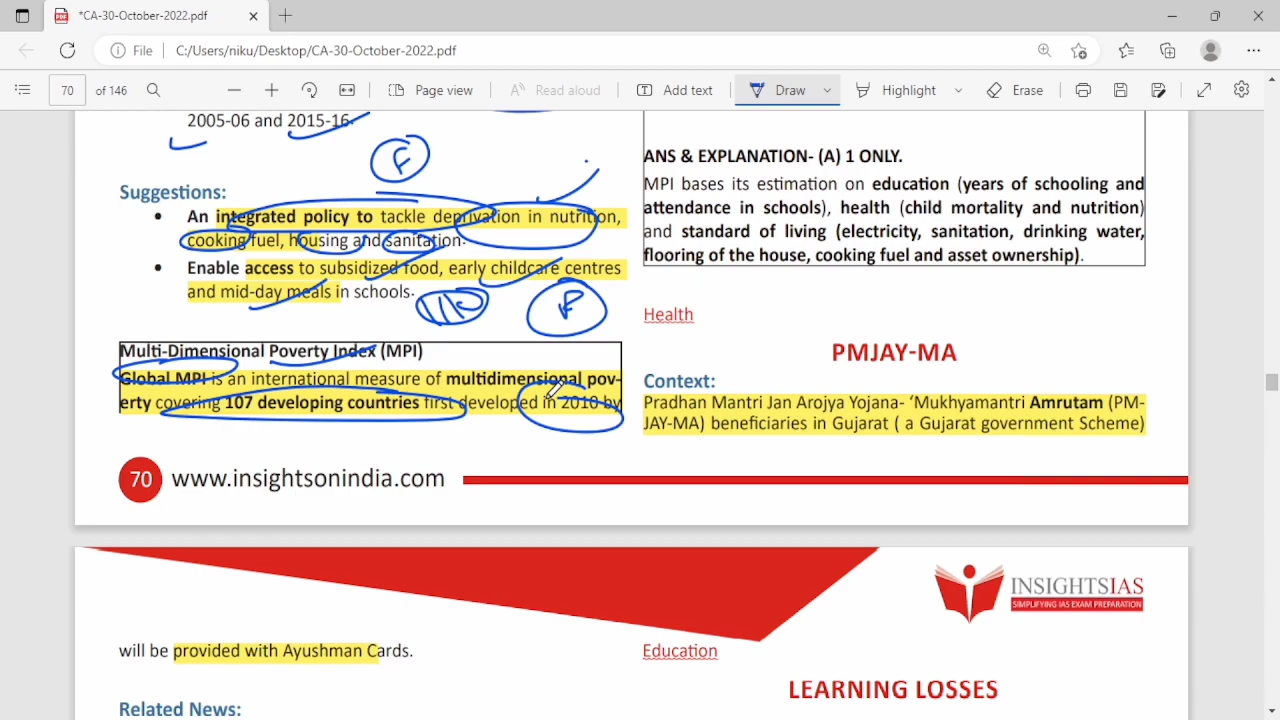 *CA-30-October-2022.pdf
File
C:/Users/niku/Desktop/CA-30-October-2022.pdf
70 of 146
Page view
Read aloud
Add text
Draw
Highlight
Erase
2005-06 and 2015-16.
F
Suggestions:
• An integrated policy to tackle deprivation in nutrition,
cooking fuel, housing and sanitation.
• Enable access to subsidized food, early childcare centres
and mid-day meals in schools.
P
Multi-Dimensional Poverty Index (MPI)
Global MPI is an international measure of multidimensional pov-
erty covering 107 developing countries first developed in 2010 by
ANS & EXPLANATION- (A) 1 ONLY.
MPI bases its estimation on education (years of schooling and
attendance in schools), health (child mortality and nutrition)
and standard of living (electricity, sanitation, drinking water,
flooring of the house, cooking fuel and asset ownership).
Health
PMJAY-MA
Context:
Pradhan Mantri Jan Arojya Yojana- ‘Mukhyamantri Amrutam (PM-
JAY-MA) beneficiaries in Gujarat ( a Gujarat government Scheme)
70 www.insightsonindia.com
INSIGHTSIAS
SIMPLIFYING IAS EXAM PREPARATION
will be provided with Ayushman Cards.
Related News:
Education
LEARNING LOSSES